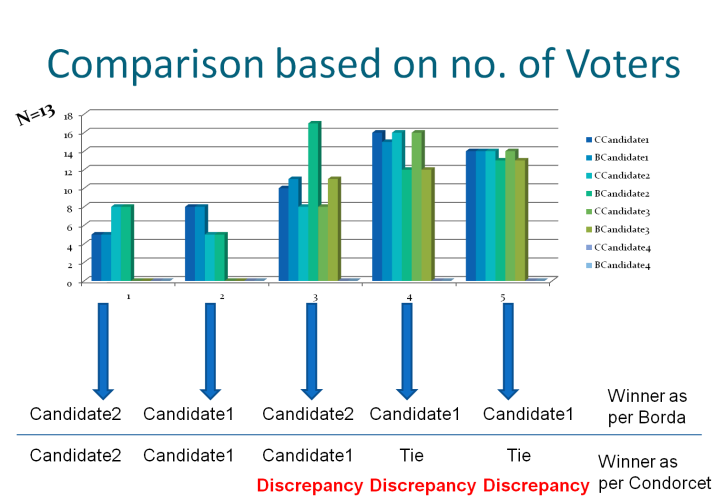 Comparison based on no. of Voters
N=13
18
16
14
12
10
8
6
4
2
0
1 2 3 4 5
CCandidate1
BCandidate1
CCandidate2
BCandidate2
CCandidate3
BCandidate3
CCandidate4
BCandidate4
Candidate2 Candidate1 Candidate2 Candidate1 Candidate1
Winner as
per Borda
Candidate2 Candidate1 Candidate1 Tie Tie
Discrepancy Discrepancy Discrepancy
Winner as
per Condorcet